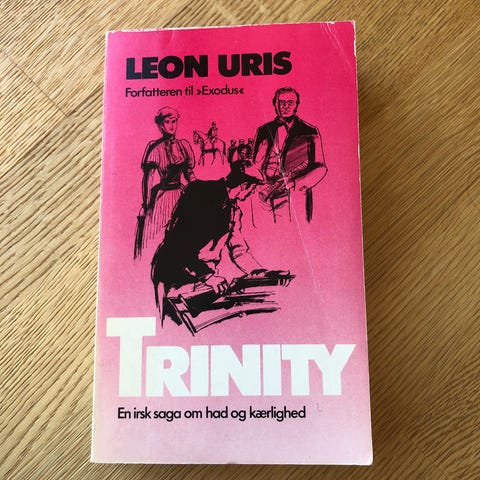 LEON URIS
Forfatteren til »Exodus«
TRINITY
En irsk saga om had og kærlighed